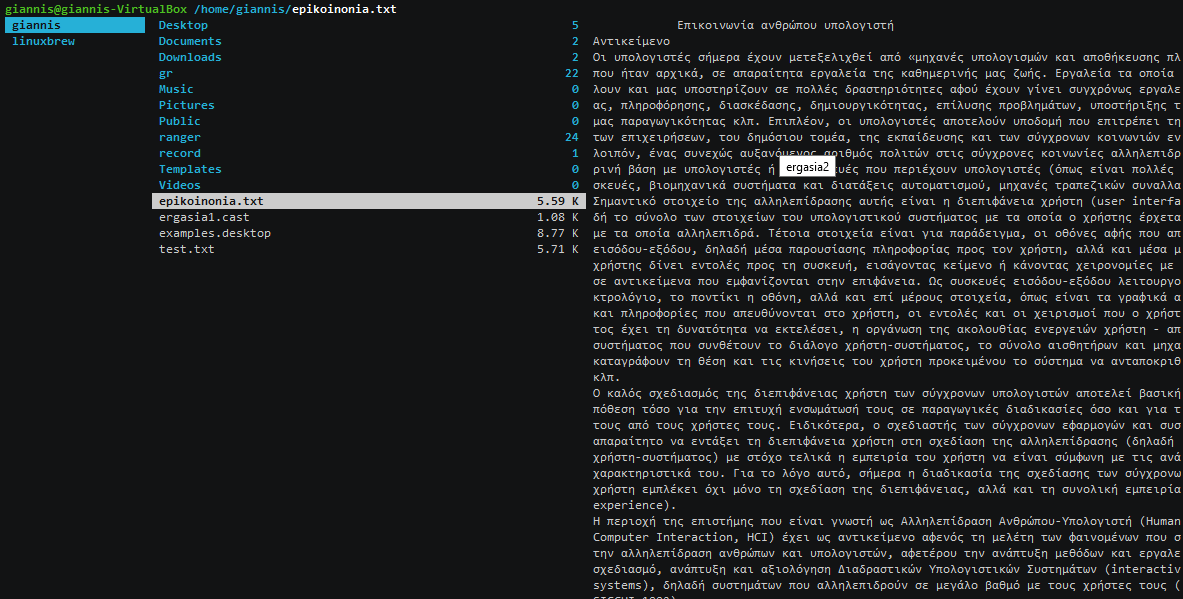 giannis@giannis-VirtualBox /home/giannis/epikoinonia.txt
giannis
linuxbrew
Desktop 5
Documents 2
Downloads 2
gr 22
Music 0
Pictures 0
Public 0
ranger 24
record 1
Templates 0
Videos 0
epikoinonia.txt 5.59 K
ergasia1.cast 1.08 K
examples.desktop 8.77 K
test.txt 5.71 K
Επικοινωνία ανθρώπου υπολογιστή
Αντικείμενο
Οι υπολογιστές σήμερα έχουν μετεξελιχθεί από «μηχανές υπολογισμών και αποθήκευσης πλ
που ήταν αρχικά, σε απαραίτητα εργαλεία της καθημερινής μας ζωής. Εργαλεία τα οποία
λουν και μας υποστηρίζουν σε πολλές δραστηριότητες αφού έχουν γίνει συγχρόνως εργαλε
ας, πληροφόρησης, διασκέδασης, δημιουργικότητας, επίλυσης προβλημάτων, υποστήριξης τ
μας παραγωγικότητας κλπ. Επιπλέον, οι υπολογιστές αποτελούν υποδομή που επιτρέπει τη
των επιχειρήσεων, του δημόσιου τομέα, της εκπαίδευσης και των σύγχρονων κοινωνιών εν
λοιπόν, ένας συνεχώς αυξανόμενος αριθμός πολιτών στις σύγχρονες κοινωνίες αλληλεπιδρ
ρινή βάση με υπολογιστές ή ergasia2 υές που περιέχουν υπολογιστές (όπως είναι πολλές
σκευές, βιομηχανικά συστήματα και διατάξεις αυτοματισμού, μηχανές τραπεζικών συναλλα
Σημαντικό στοιχείο της αλληλεπίδρασης αυτής είναι η διεπιφάνεια χρήστη (user interfa
δή το σύνολο των στοιχείων του υπολογιστικού συστήματος με τα οποία ο χρήστης έρχετα
με τα οποία αλληλεπιδρά. Τέτοια στοιχεία είναι για παράδειγμα, οι οθόνες αφής που απ
εισόδου-εξόδου, δηλαδή μέσα παρουσίασης πληροφορίας προς τον χρήστη, αλλά και μέσα μ
χρήστης δίνει εντολές προς τη συσκευή, εισάγοντας κείμενο ή κάνοντας χειρονομίες με
σε αντικείμενα που εμφανίζονται στην επιφάνεια. Ως συσκευές εισόδου-εξόδου λειτουργο
κτρολόγιο, το ποντίκι η οθόνη, αλλά και επί μέρους στοιχεία, όπως είναι τα γραφικά α
και πληροφορίες που απευθύνονται στο χρήστη, οι εντολές και οι χειρισμοί που ο χρήστ
τος έχει τη δυνατότητα να εκτελέσει, η οργάνωση της ακολουθίας ενεργειών χρήστη - απ
συστήματος που συνθέτουν το διάλογο χρήστη-συστήματος, το σύνολο αισθητήρων και μηχα
καταγράφουν τη θέση και τις κινήσεις του χρήστη προκειμένου το σύστημα να ανταποκριθ
κλπ.
Ο καλός σχεδιασμός της διεπιφάνειας χρήστη των σύγχρονων υπολογιστών αποτελεί βασική
πόθεση τόσο για την επιτυχή ενσωμάτωσή τους σε παραγωγικές διαδικασίες όσο και για τ
τους από τους χρήστες τους. Ειδικότερα, ο σχεδιαστής των σύγχρονων εφαρμογών και συσ
απαραίτητο να εντάξει τη διεπιφάνεια χρήστη στη σχεδίαση της αλληλεπίδρασης (δηλαδή
χρήστη-συστήματος) με στόχο τελικά η εμπειρία του χρήστη να είναι σύμφωνη με τις ανά
χαρακτηριστικά του. Για το λόγο αυτό, σήμερα η διαδικασία της σχεδίασης των σύγχρονω
χρήστη εμπλέκει όχι μόνο τη σχεδίαση της διεπιφάνειας, αλλά και τη συνολική εμπειρία
experience).
Η περιοχή της επιστήμης που είναι γνωστή ως Αλληλεπίδραση Ανθρώπου-Υπολογιστή (Human
Computer Interaction, HCI) έχει ως αντικείμενο αφενός τη μελέτη των φαινομένων που σ
την αλληλεπίδραση ανθρώπων και υπολογιστών, αφετέρου την ανάπτυξη μεθόδων και εργαλε
σχεδιασμό, ανάπτυξη και αξιολόγηση Διαδραστικών Υπολογιστικών Συστημάτων (interactiv
systems), δηλαδή συστημάτων που αλληλεπιδρούν σε μεγάλο βαθμό με τους χρήστες τους (